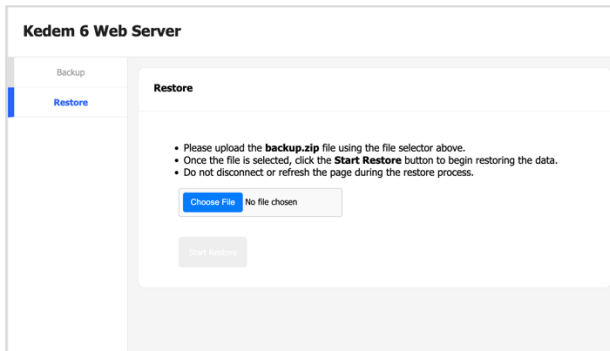 Kedem 6 Web Server
Backup
Restore
Restore
• Please upload the backup.zip file using the file selector above.
• Once the file is selected, click the Start Restore button to begin restoring the data.
• Do not disconnect or refresh the page during the restore process.
Choose File No file chosen
Start Restore